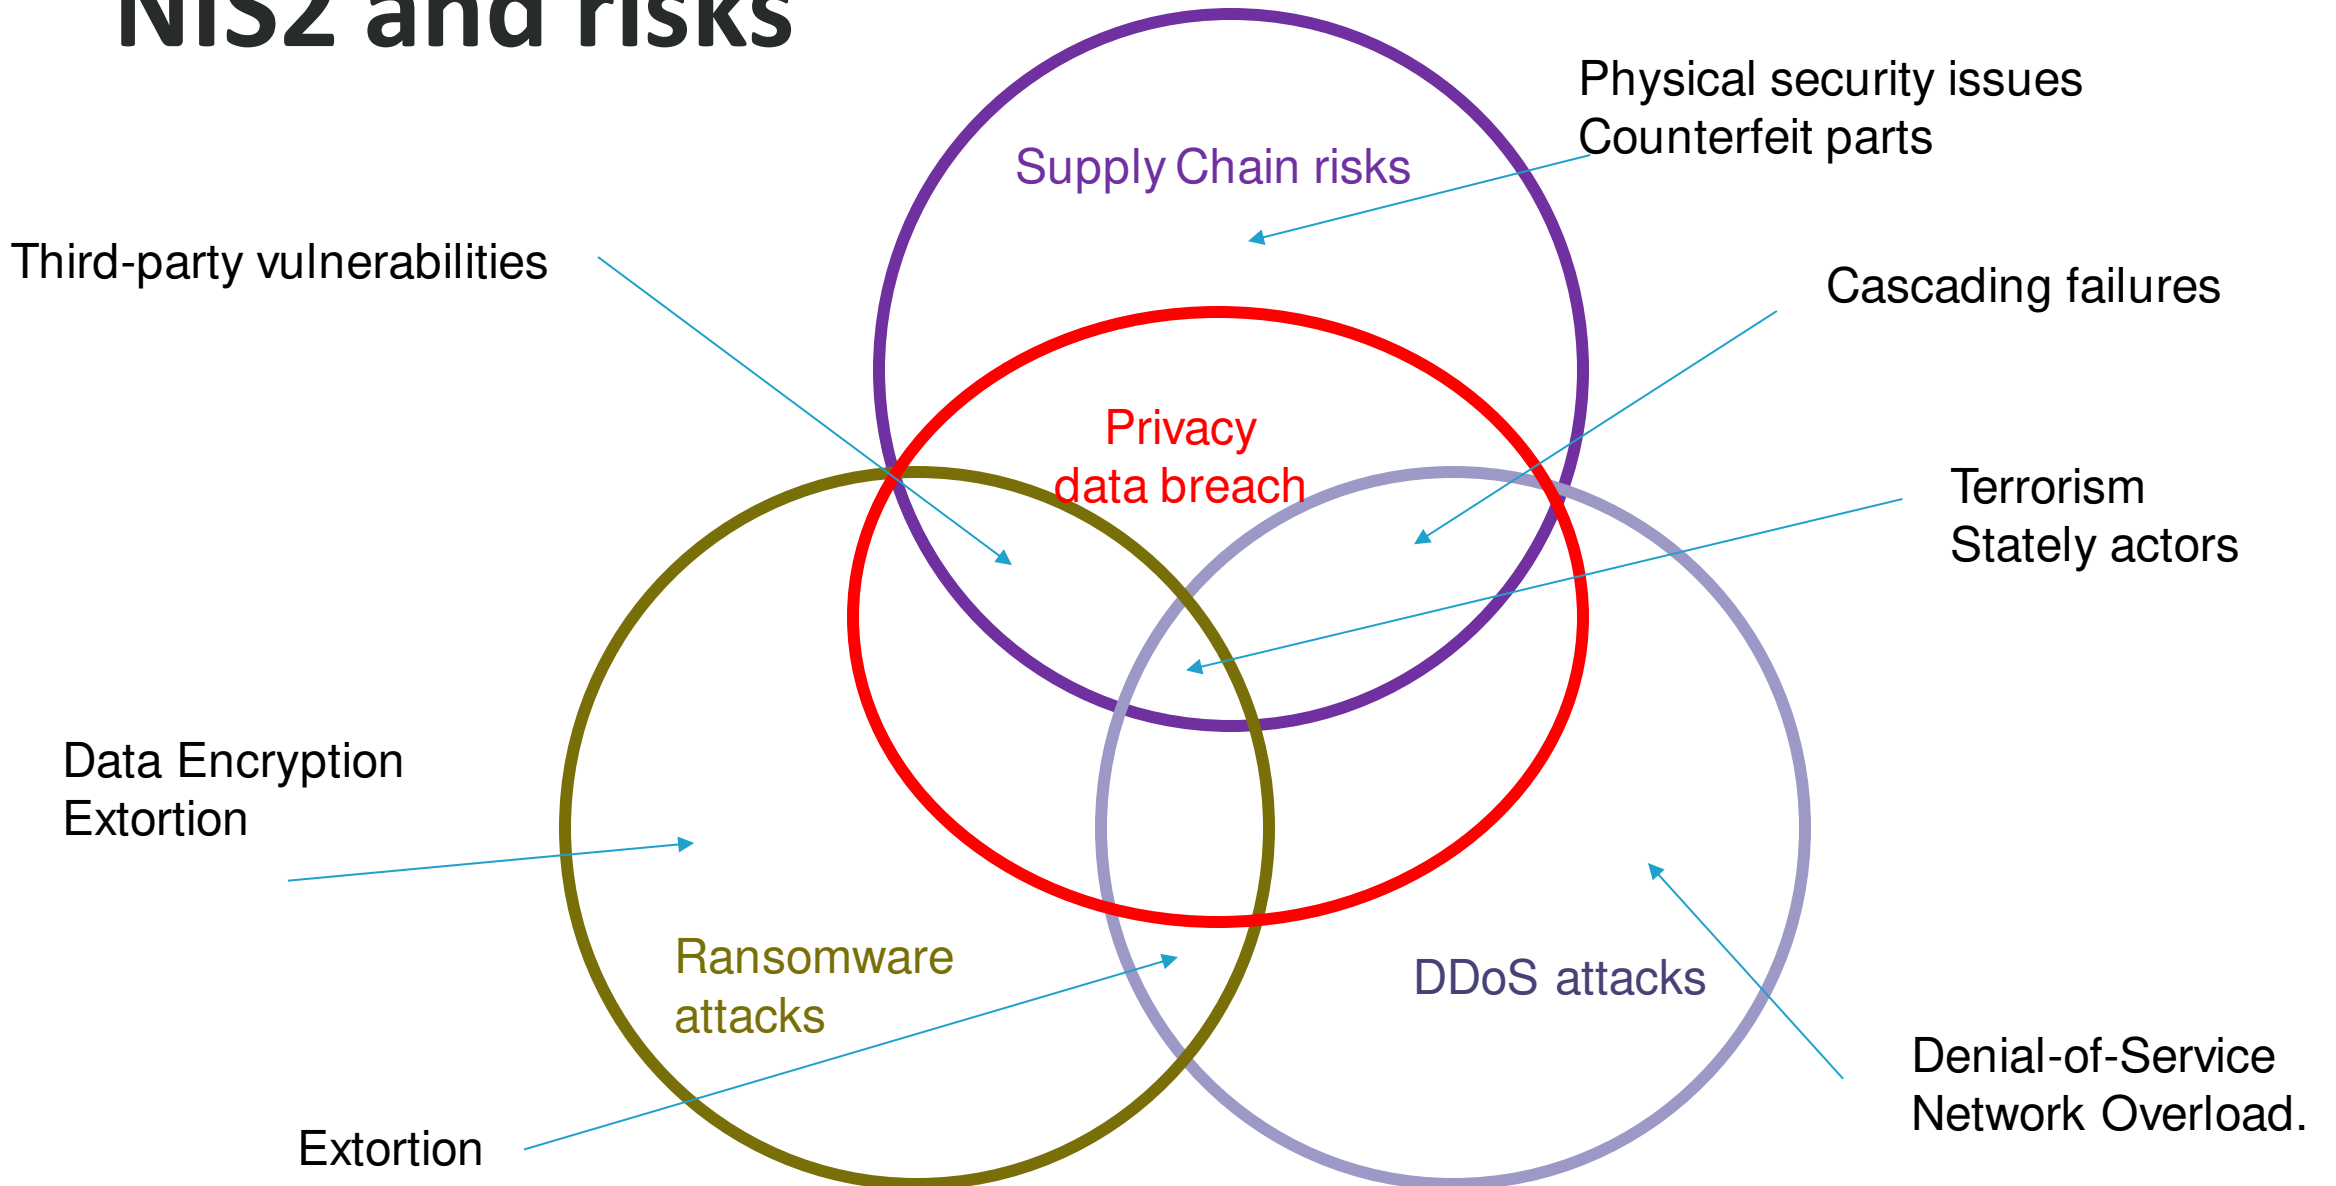 NIS2 and risks
Physical security issues
Counterfeit parts
Supply Chain risks
Third-party vulnerabilities
Cascading failures
Privacy
data breach
Terrorism
Stately actors
Data Encryption
Extortion
Ransomware
attacks
DDoS attacks
Denial-of-Service
Network Overload.
Extortion